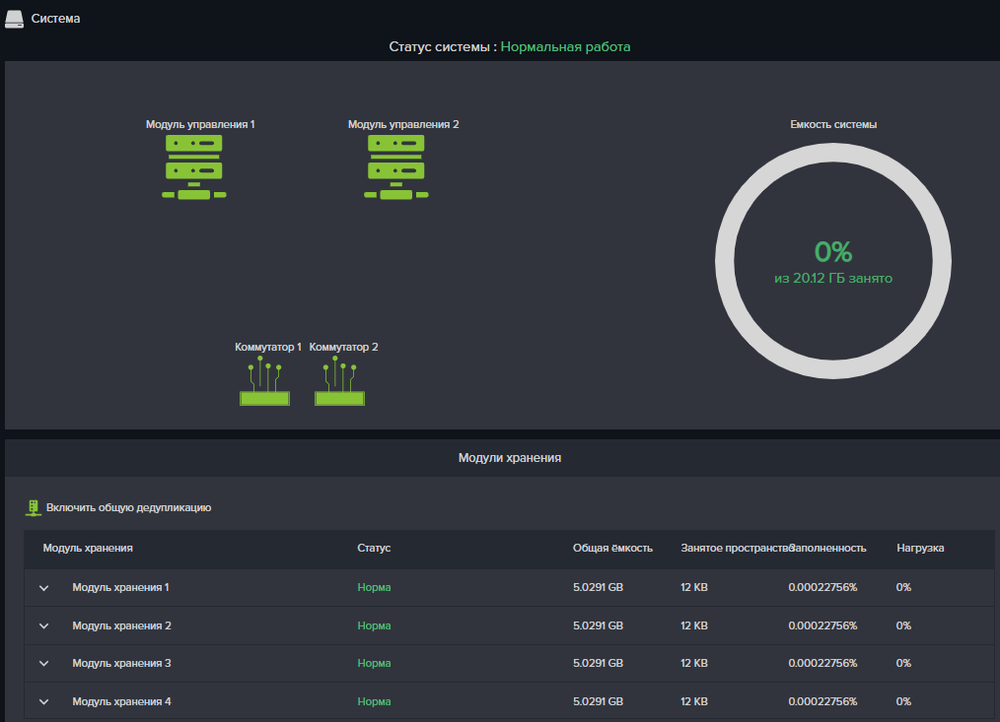 Система
Статус системы : Нормальная работа
Модуль управления 1 Модуль управления 2 Емкость системы
0%
из 20.12 ГБ занято
Коммутатор 1 Коммутатор 2
Модули хранения
Включить общую дедупликацию
Модуль хранения Статус Общая ёмкость Занятое пространство Заполненность Нагрузка
Модуль хранения 1 Норма 5.0291 GB 12 KB 0.00022756% 0%
Модуль хранения 2 Норма 5.0291 GB 12 KB 0.00022756% 0%
Модуль хранения 3 Норма 5.0291 GB 12 KB 0.00022756% 0%
Модуль хранения 4 Норма 5.0291 GB 12 KB 0.00022756% 0%